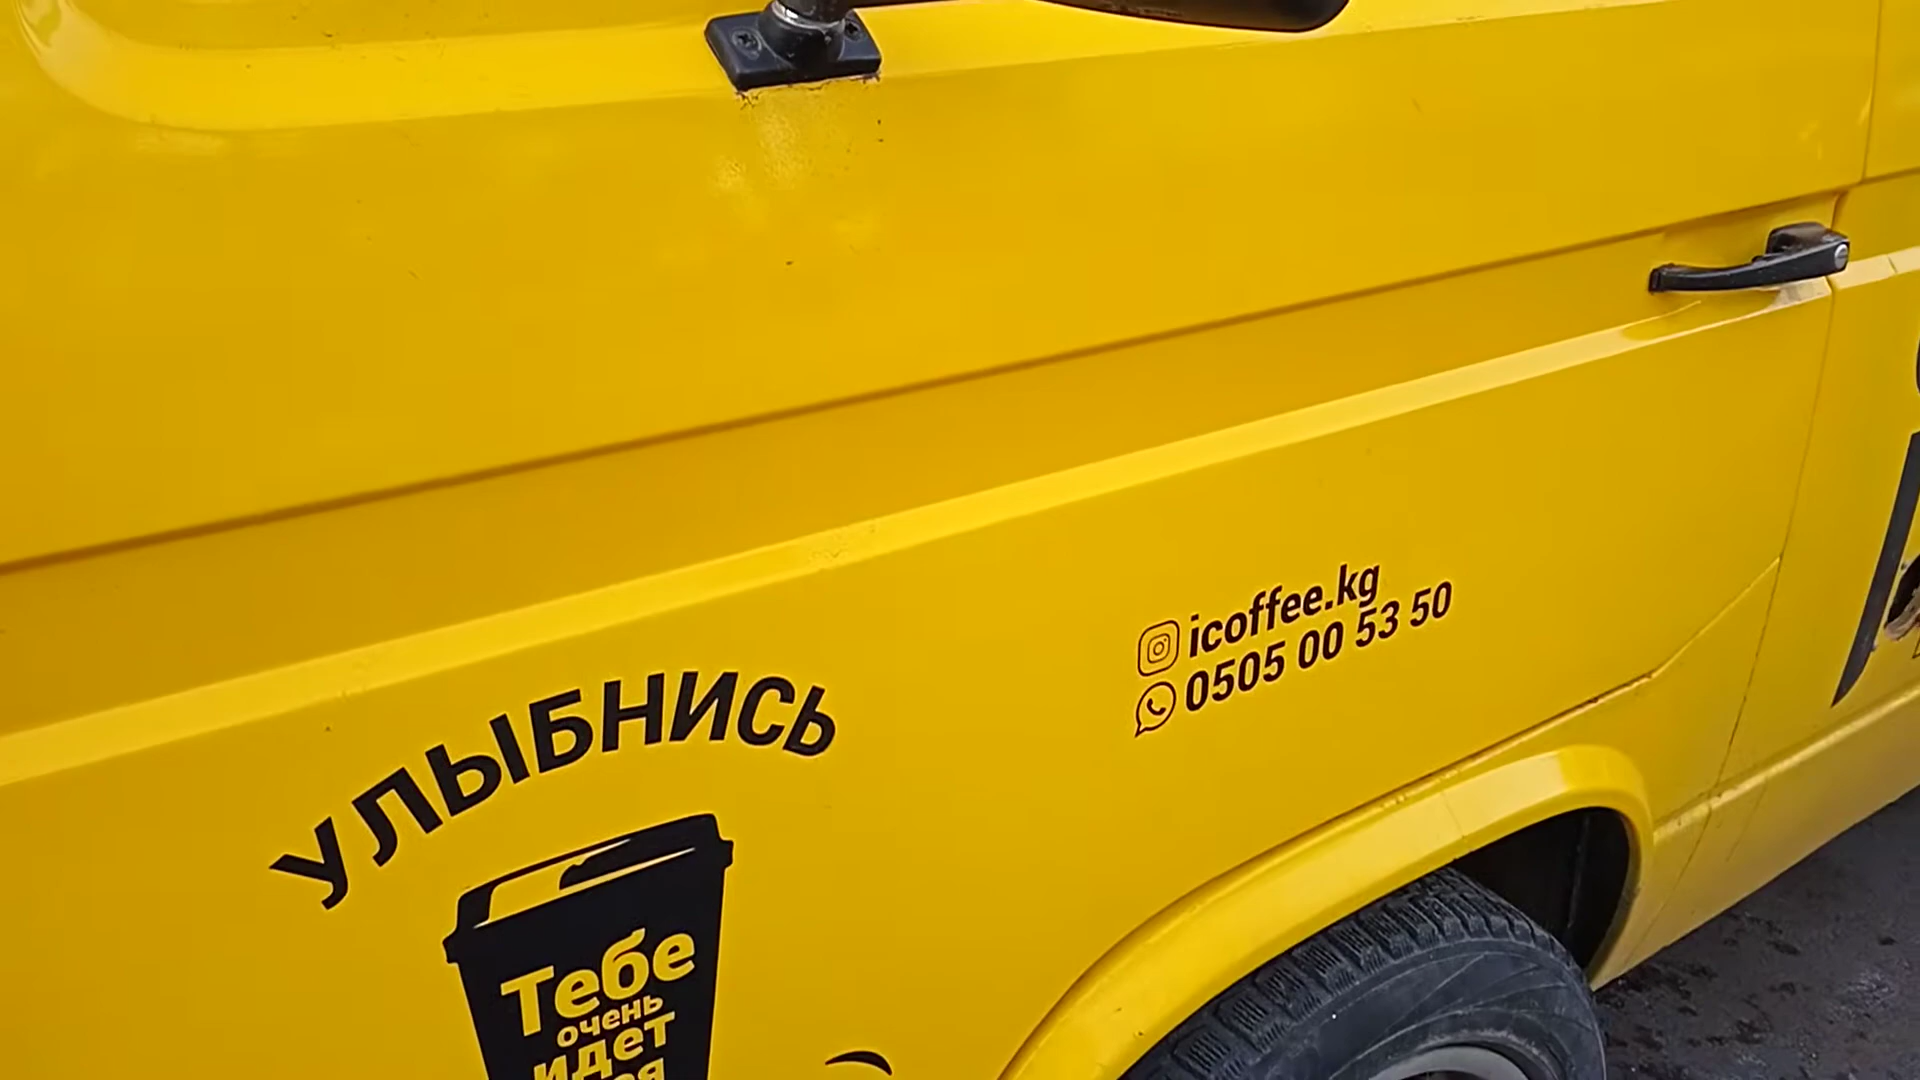 УЛЫБНИСЬ
Тебе
очень
идет
icoffee.kg
0505 00 53 50